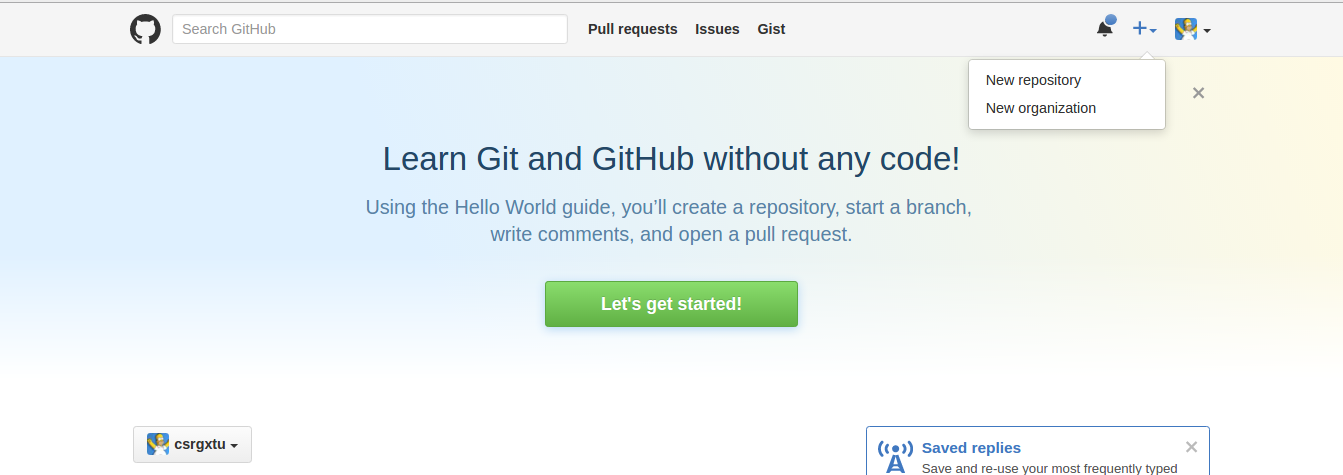 Search GitHub
Pull requests
Issues
Gist
New repository
New organization
Learn Git and GitHub without any code!
Using the Hello World guide, you’ll create a repository, start a branch,
write comments, and open a pull request.
Let's get started!
csrgxtu
Saved replies
Save and re-use your most frequently typed